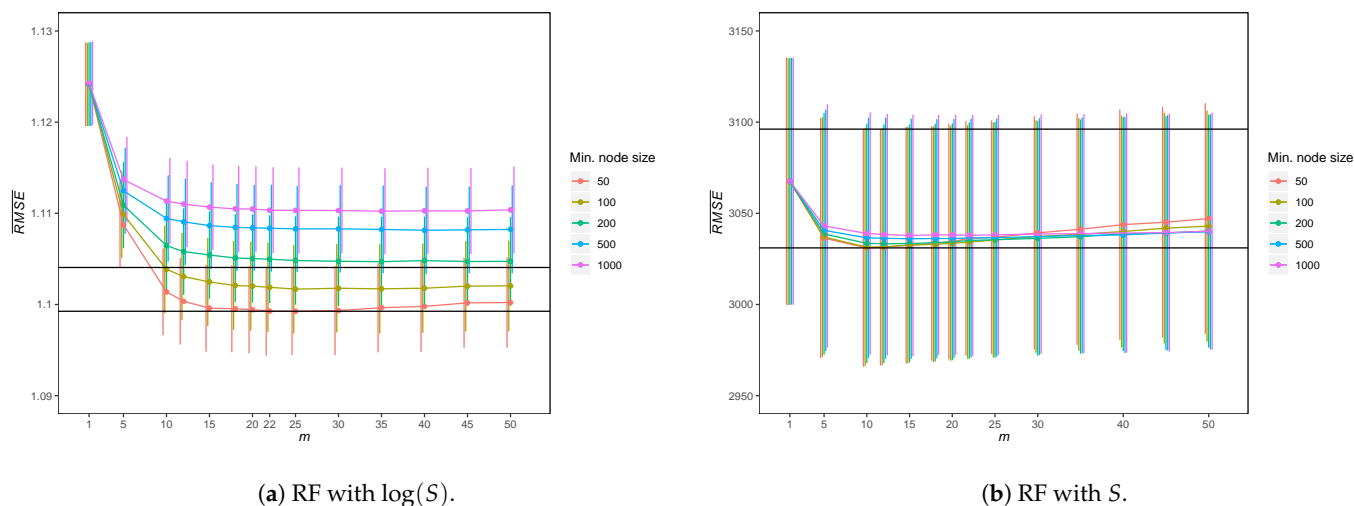 1.13
1.12
1.11
1.1
1.09
RMSE
1 5 10 15 20 22 25 30 35 40 45 50
m
Min. node size
50
100
200
500
1000
(a) RF with log(S).
3150
3100
3050
3000
2950
RMSE
1 5 10 15 20 30 40 50
m
Min. node size
50
100
200
500
1000
(b) RF with S.